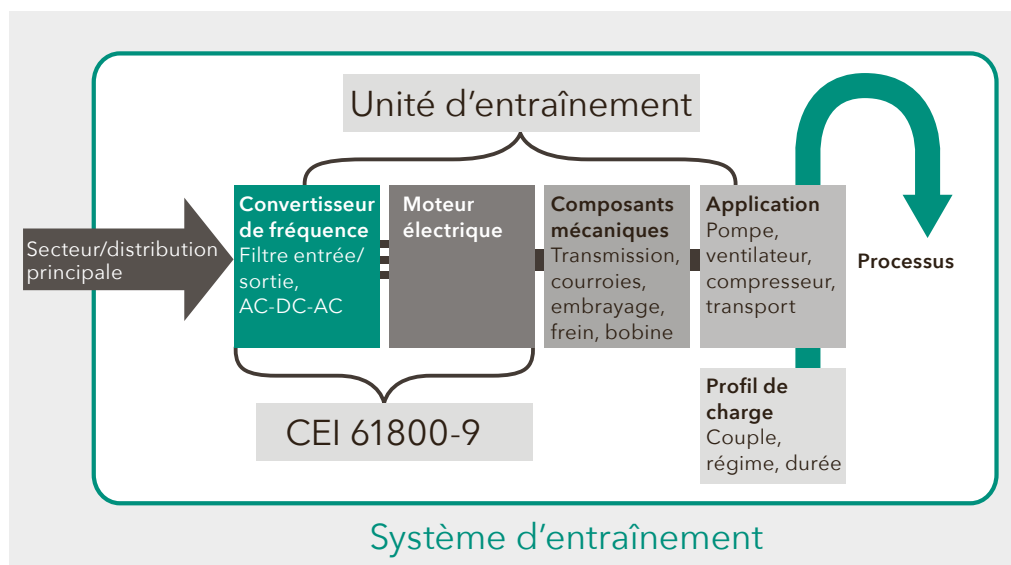 Unité d’entraînement
Secteur/distribution
principale
Convertisseur
de fréquence
Filtre entrée/
sortie,
AC-DC-AC
Moteur
électrique
Composants
mécaniques
Transmission,
courroies,
embrayage,
frein, bobine
Application
Pompe,
ventilateur,
compresseur,
transport
Processus
CEI 61800-9
Profil de
charge
Couple,
régime, durée
Système d’entraînement